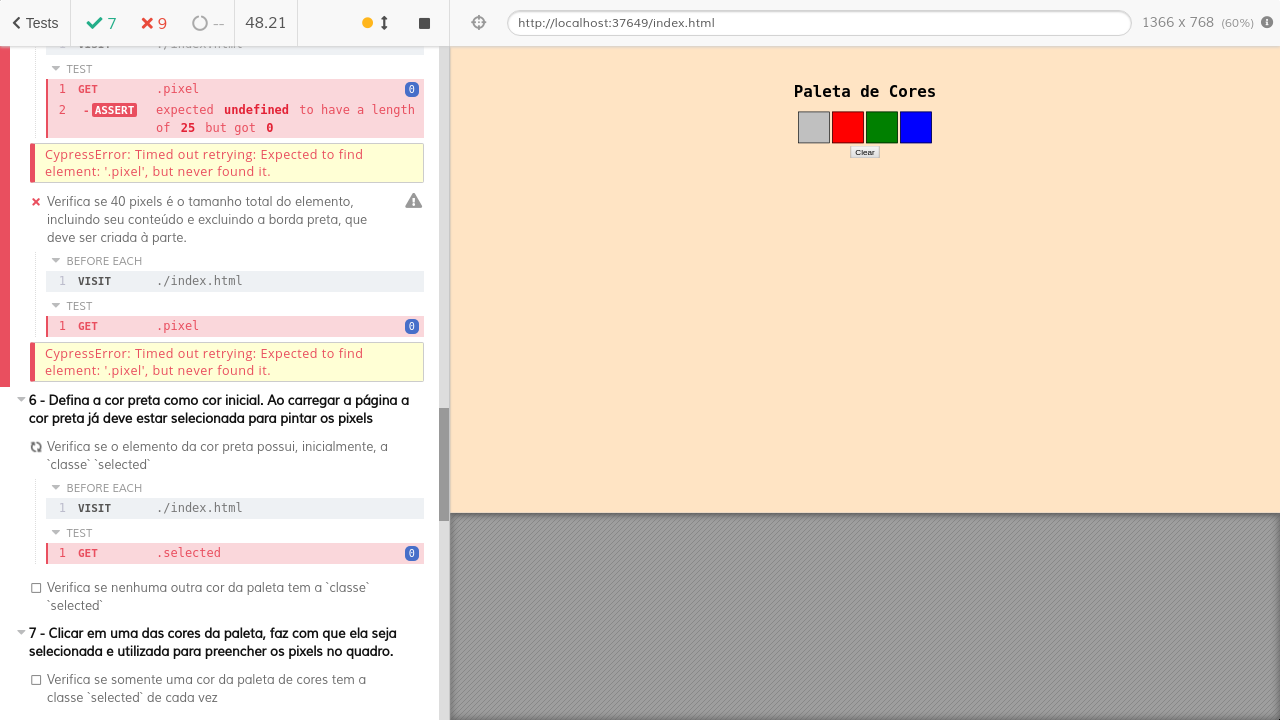 Tests
7
9
--
48.21
http://localhost:37649/index.html
1366 x 768 (60%)
TEST
1 GET .pixel 0
2 -ASSERT expected undefined to have a length
of 25 but got 0
CypressError: Timed out retrying: Expected to find
element: '.pixel', but never found it.
Verifica se 40 pixels é o tamanho total do elemento,
incluindo seu conteúdo e excluindo a borda preta, que
deve ser criada à parte.
BEFORE EACH
1 VISIT ./index.html
TEST
1 GET .pixel 0
CypressError: Timed out retrying: Expected to find
element: '.pixel', but never found it.
6 - Defina a cor preta como cor inicial. Ao carregar a página a
cor preta já deve estar selecionada para pintar os pixels
Verifica se o elemento da cor preta possui, inicialmente, a
`classe` `selected`
BEFORE EACH
1 VISIT ./index.html
TEST
1 GET .selected 0
Verifica se nenhuma outra cor da paleta tem a `classe`
`selected`
7 - Clicar em uma das cores da paleta, faz com que ela seja
selecionada e utilizada para preencher os pixels no quadro.
Verifica se somente uma cor da paleta de cores tem a
classe `selected` de cada vez
Paleta de Cores
Clear